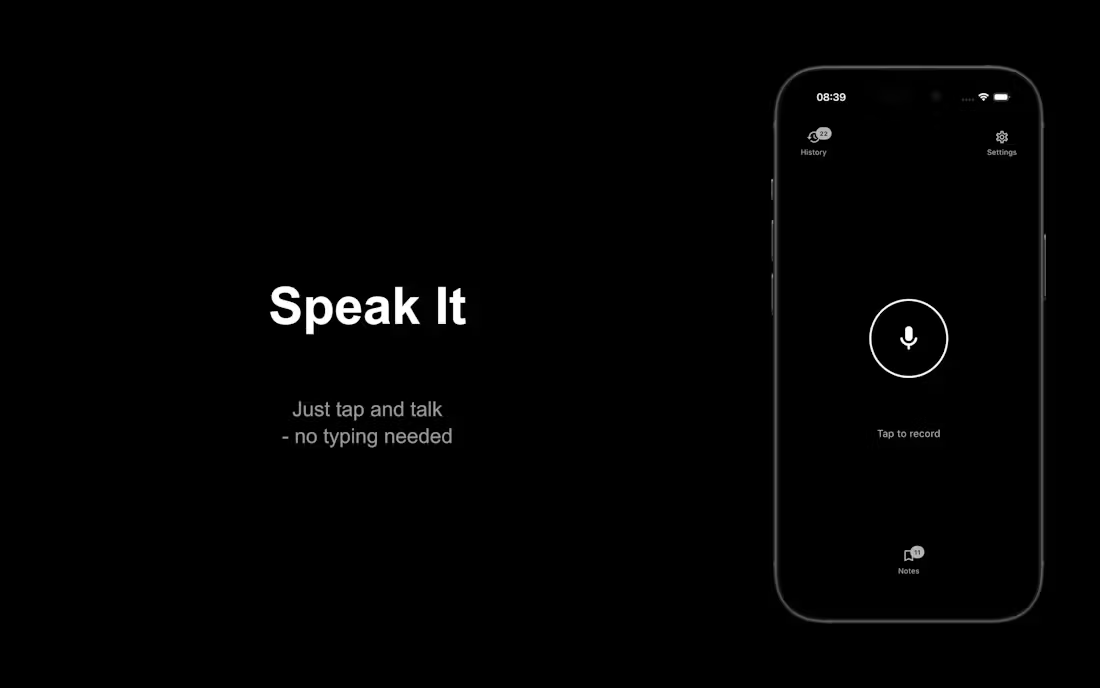 Speak It
Just tap and talk
- no typing needed
08:39
22
History
Settings
Tap to record
11
Notes